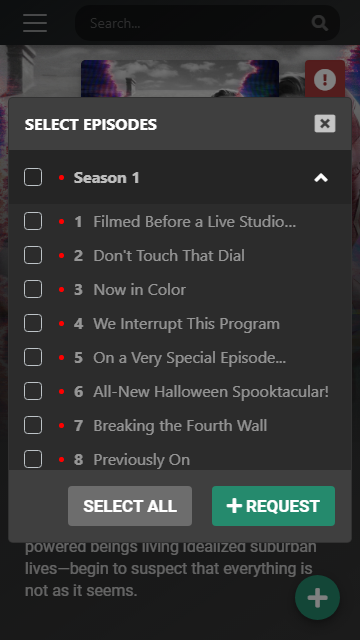 Search...
SELECT EPISODES
Season 1
1 Filmed Before a Live Studio...
2 Don't Touch That Dial
3 Now in Color
4 We Interrupt This Program
5 On a Very Special Episode...
6 All-New Halloween Spooktacular!
7 Breaking the Fourth Wall
8 Previously On
SELECT ALL
REQUEST
powered beings living idealized suburban
lives—begin to suspect that everything is
not as it seems.